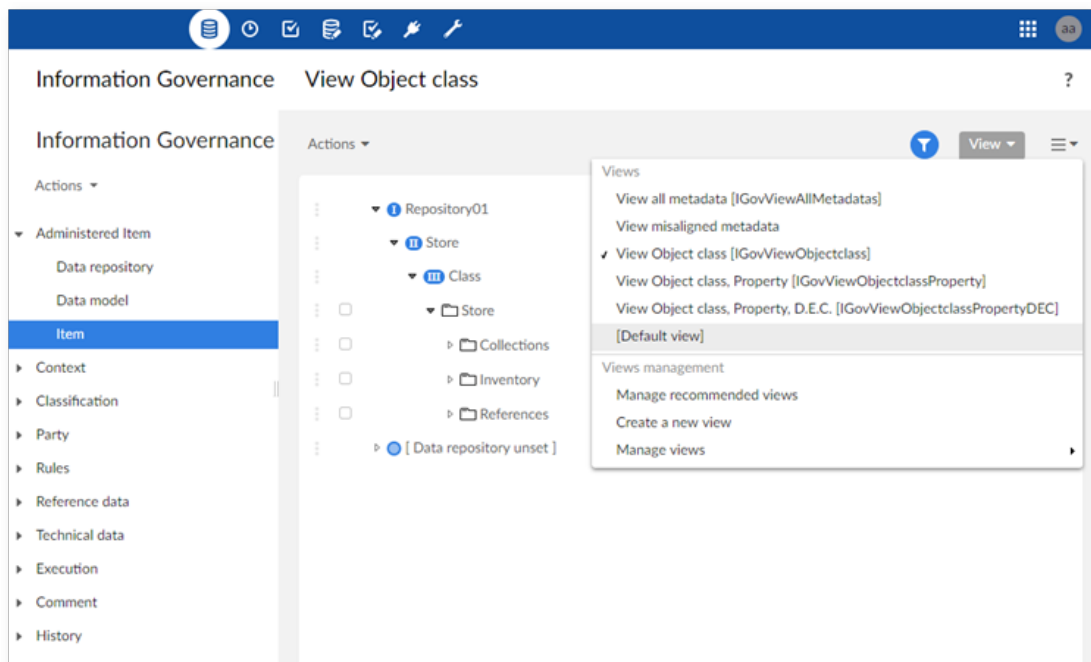 aa
Information Governance
View Object class
?
Information Governance
Actions
Administered Item
Data repository
Data model
Item
Context
Classification
Party
Rules
Reference data
Technical data
Execution
Comment
History
Actions
View
I Repository01
II Store
III Class
Store
Collections
Inventory
References
[ Data repository unset ]
Views
View all metadata [IGovViewAllMetadatas]
View misaligned metadata
View Object class [IGovViewObjectclass]
View Object class, Property [IGovViewObjectclassProperty]
View Object class, Property, D.E.C. [IGovViewObjectclassPropertyDEC]
[Default view]
Views management
Manage recommended views
Create a new view
Manage views